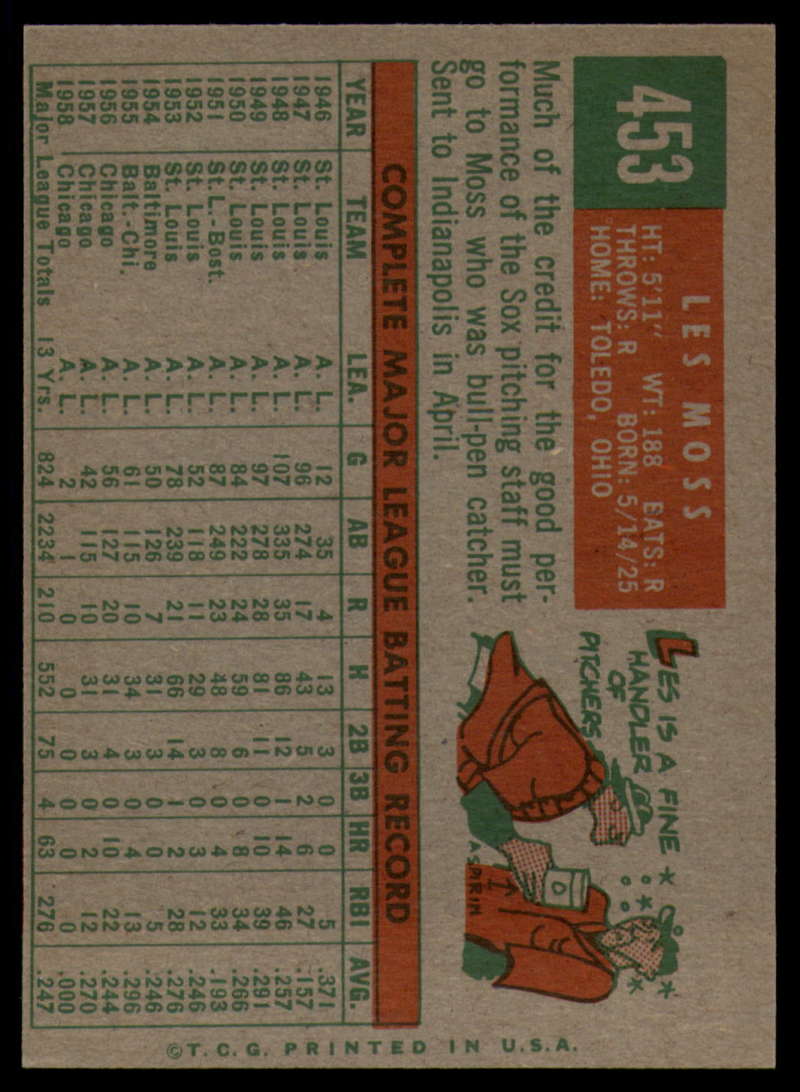 453
LES MOSS
HT: 5'11" WT: 188 BATS: R
THROWS: R BORN: 5/14/25
HOME: TOLEDO, OHIO
Much of the credit for the good per-
formance of the Sox pitching staff must
go to Moss who was bull-pen catcher.
Sent to Indianapolis in April.
LES IS A FINE
HANDLER
OF
PITCHERS
ASPIRIN
COMPLETE MAJOR LEAGUE BATTING RECORD
YEAR TEAM LEA. G AB R H 2B 3B HR RBI AVG.
1946 St. Louis A. L. 12 35 4 13 3 0 0 5 .371
1947 St. Louis A. L. 96 274 17 43 5 2 6 27 .157
1948 St. Louis A. L. 107 335 35 86 12 1 14 46 .257
1949 St. Louis A. L. 97 278 28 81 11 0 10 39 .291
1950 St. Louis A. L. 84 222 24 59 6 0 8 34 .266
1951 St. L.-Bost. A. L. 87 249 23 48 8 0 4 33 .193
1952 St. Louis A. L. 52 118 11 29 3 0 3 12 .246
1953 St. Louis A. L. 78 239 21 66 14 1 2 28 .276
1954 Baltimore A. L. 50 126 7 31 3 0 0 5 .246
1955 Balt.-Chi. A. L. 61 115 10 34 3 0 4 13 .296
1956 Chicago A. L. 56 127 20 31 4 0 10 22 .244
1957 Chicago A. L. 42 115 10 31 3 0 2 12 .270
1958 Chicago A. L. 2 1 0 0 0 0 0 0 .000
Major League Totals 13 Yrs. 824 2234 210 552 75 4 63 276 .247
©T.C.G. PRINTED IN U.S.A.